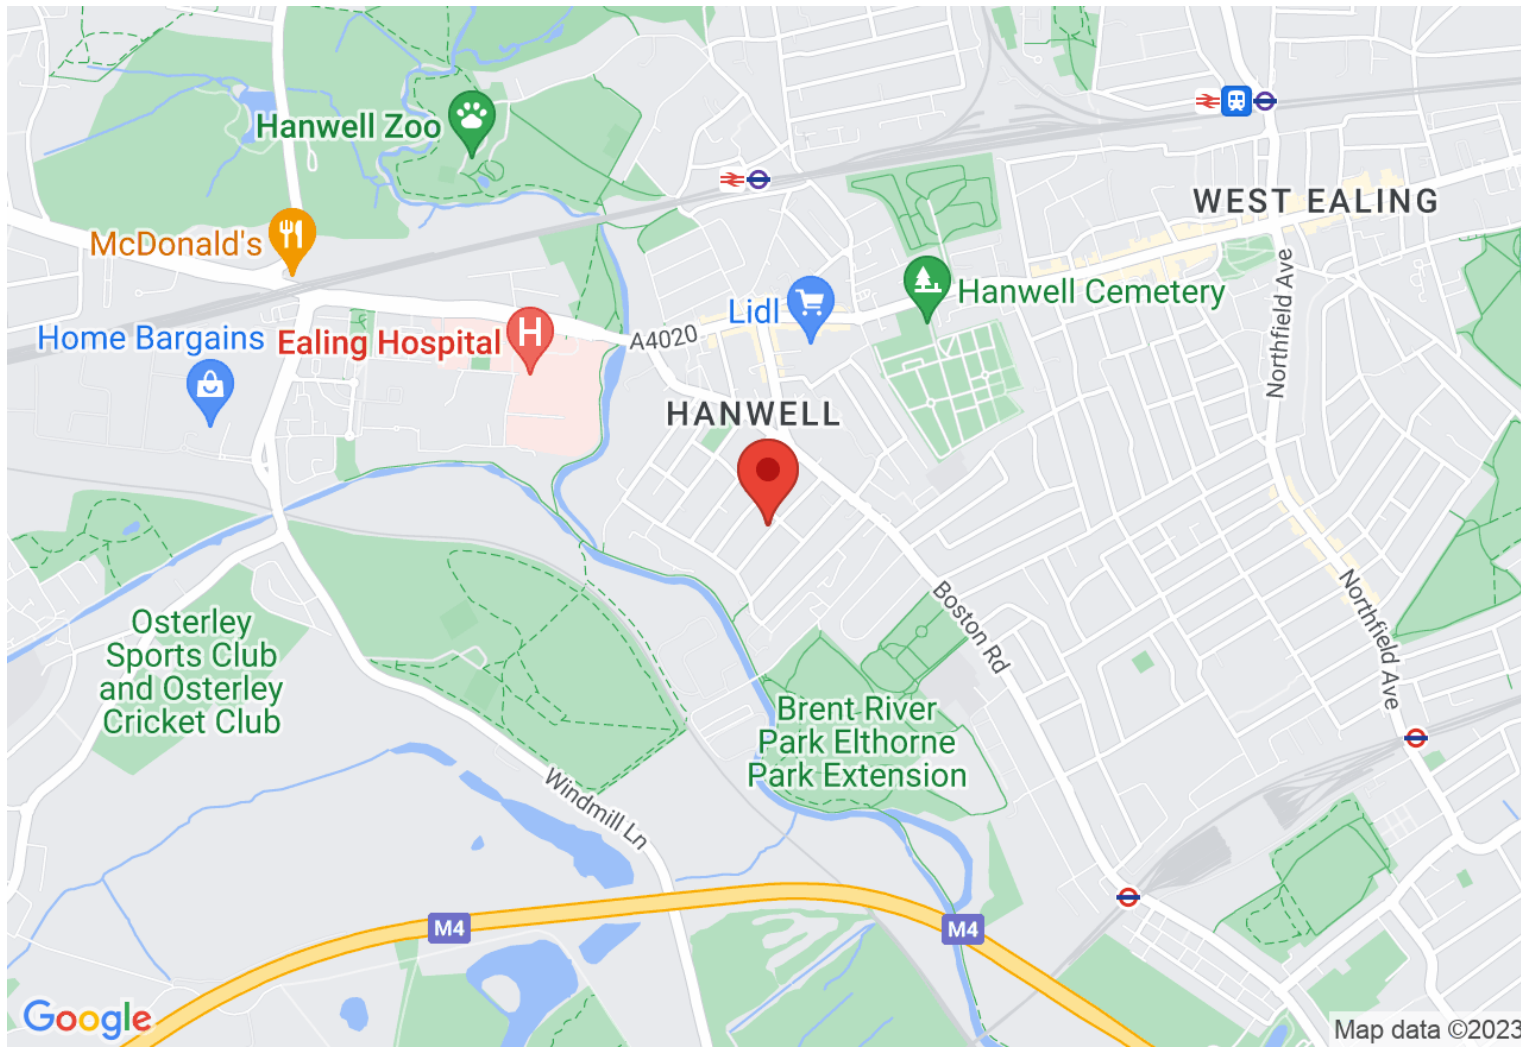 Hanwell Zoo
WEST EALING
McDonald's
Hanwell Cemetery
Lidl
Home Bargains
Ealing Hospital
H
A4020
Northfield Ave
HANWELL
Boston Rd
Northfield Ave
Osterley
Sports Club
and Osterley
Cricket Club
Brent River
Park Elthorne
Park Extension
Windmill Ln
M4
M4
Google
Map data ©2023